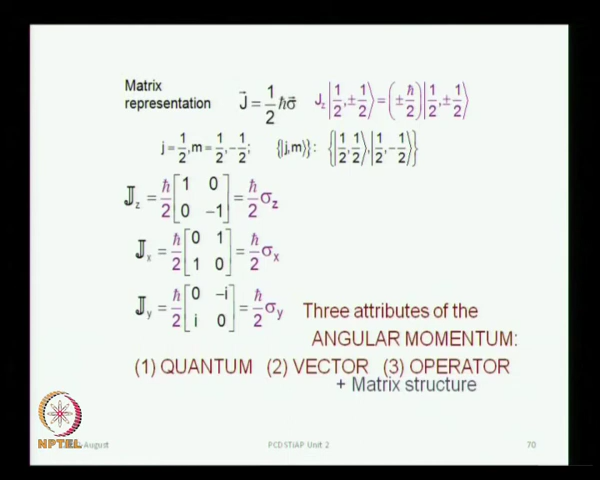 Matrix
representation J⃗ = 1/2 ħσ⃗ J_z|1/2,±1/2⟩ = (±ħ/2)|1/2,±1/2⟩
j=1/2, m=1/2,-1/2; {|j,m⟩}: {|1/2,1/2⟩,|1/2,-1/2⟩}
𝕁_z = ħ/2 [1 0; 0 -1] = ħ/2 σ_z
𝕁_x = ħ/2 [0 1; 1 0] = ħ/2 σ_x
𝕁_y = ħ/2 [0 -i; i 0] = ħ/2 σ_y
Three attributes of the
ANGULAR MOMENTUM:
(1) QUANTUM (2) VECTOR (3) OPERATOR
+ Matrix structure
NPTEL August PCDSTIAP Unit 2 70